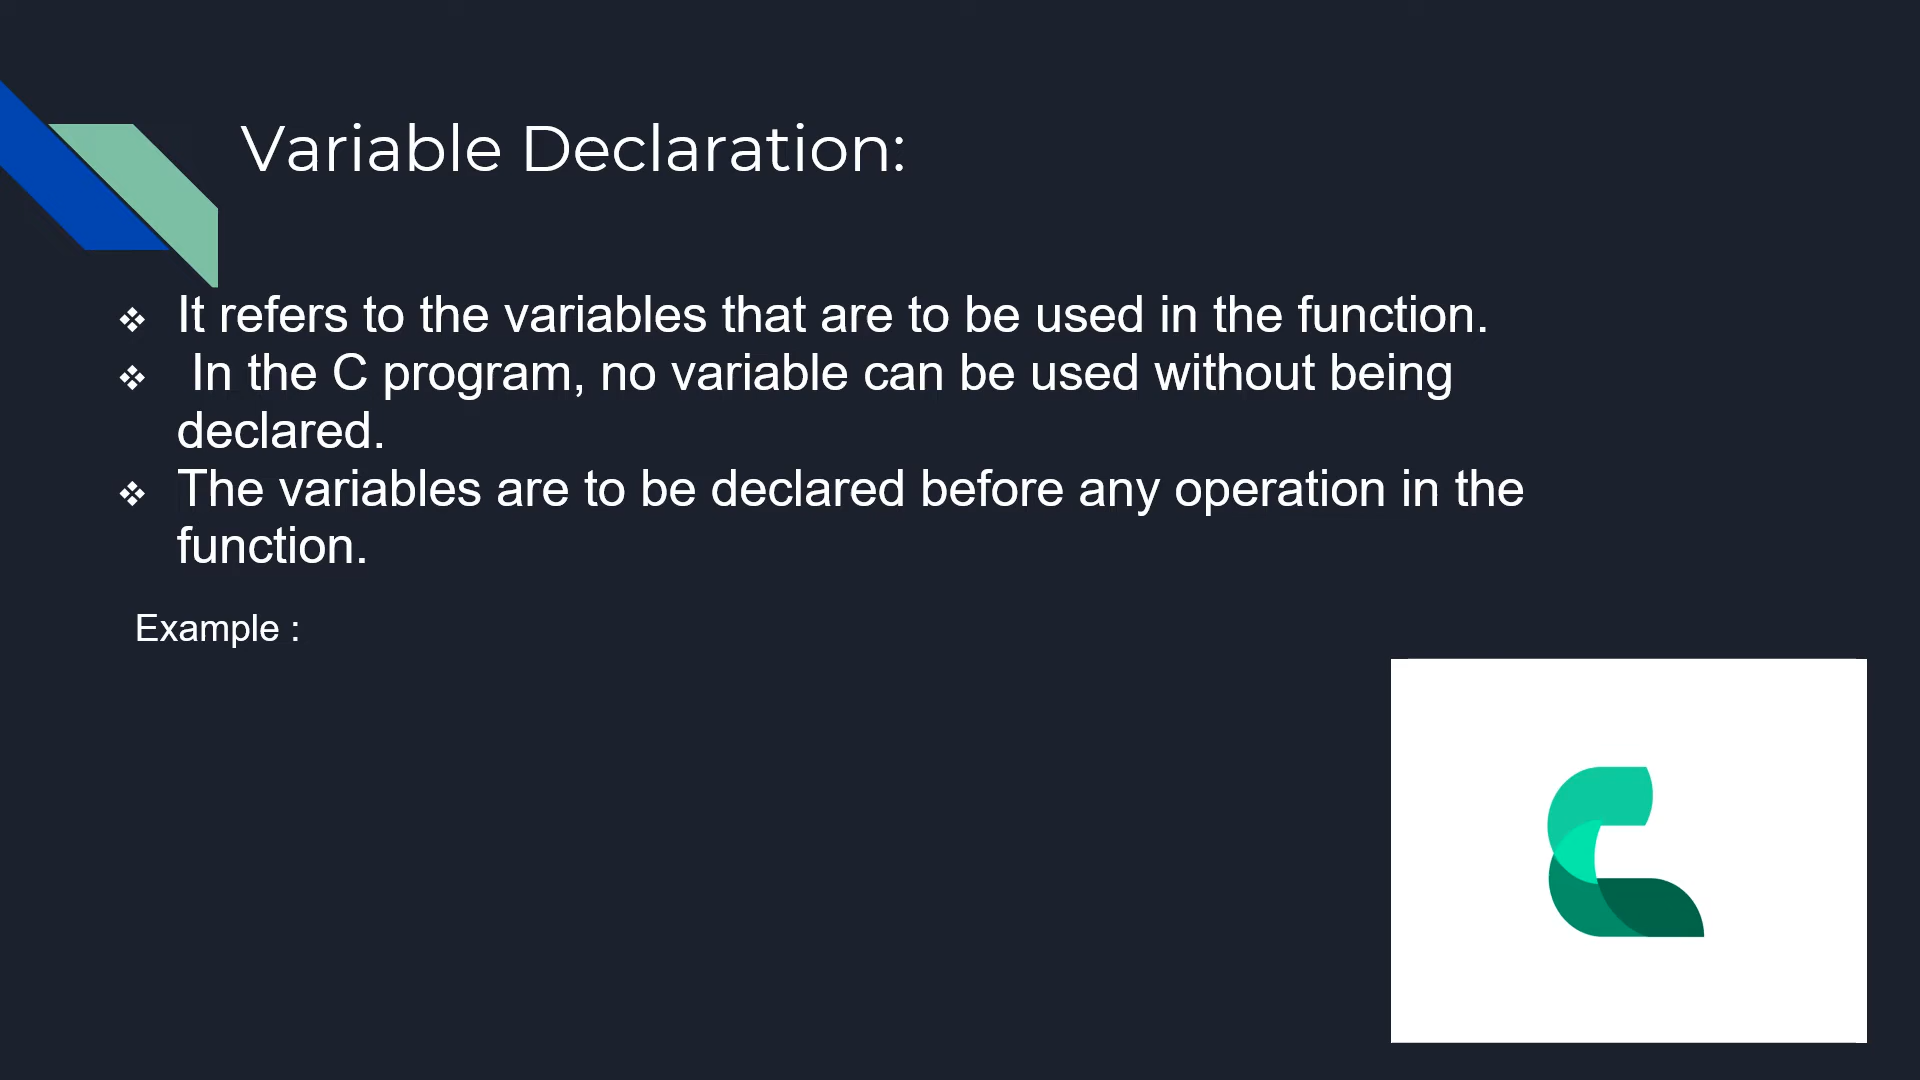 Variable Declaration:
❖ It refers to the variables that are to be used in the function.
❖ In the C program, no variable can be used without being
declared.
❖ The variables are to be declared before any operation in the
function.
Example :